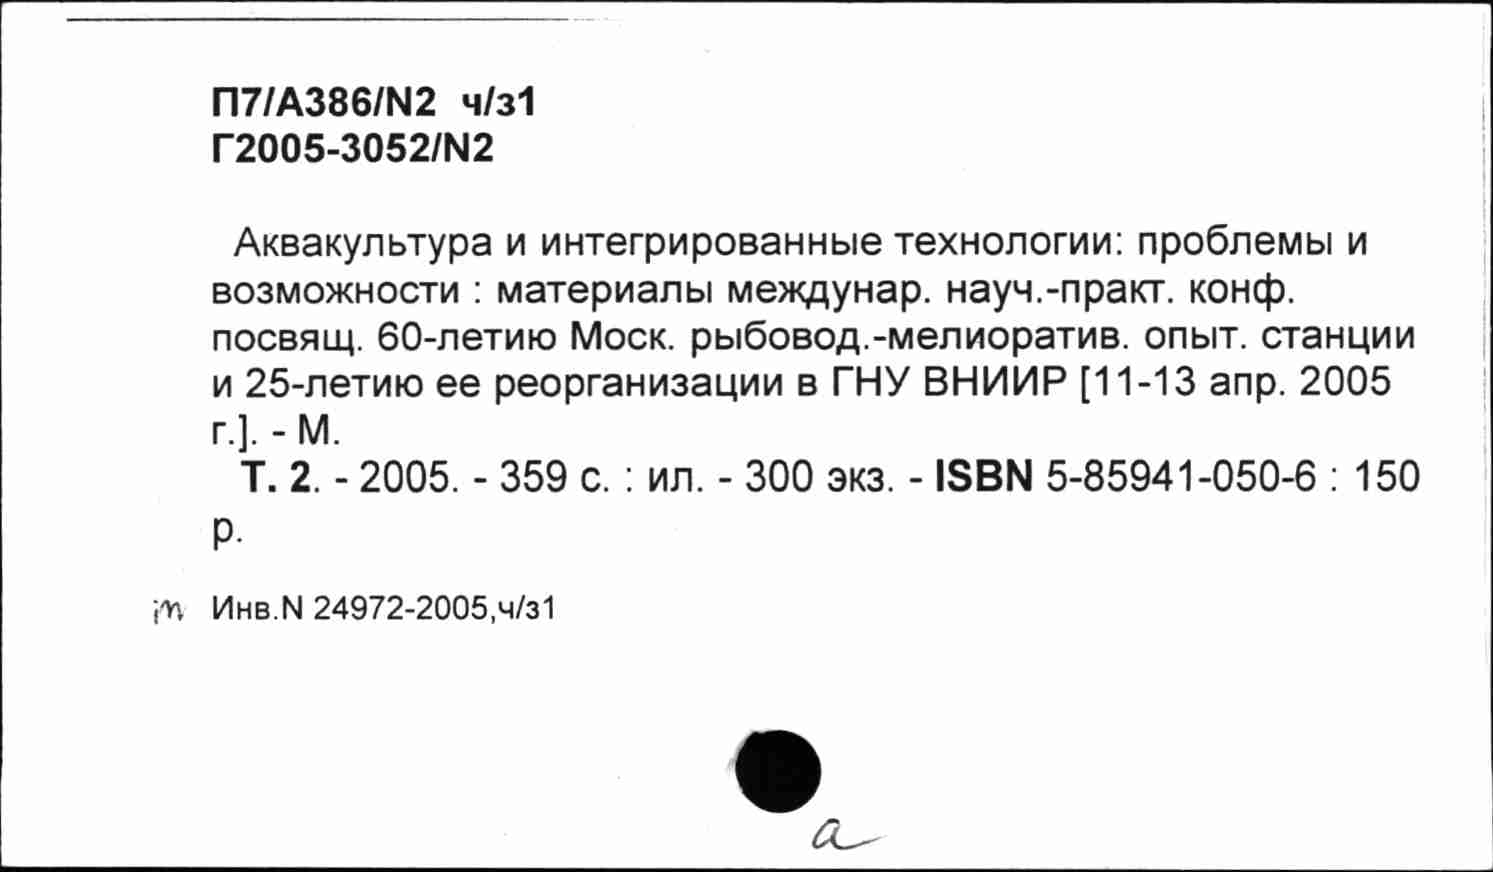 П7/А386/N2 ч/з1
Г2005-3052/N2
Аквакультура и интегрированные технологии: проблемы и
возможности : материалы междунар. науч.-практ. конф.
посвящ. 60-летию Моск. рыбовод.-мелиоратив. опыт. станции
и 25-летию ее реорганизации в ГНУ ВНИИР [11-13 апр. 2005
г.]. - М.
Т. 2. - 2005. - 359 с. : ил. - 300 экз. - ISBN 5-85941-050-6 : 150
р.
Инв.N 24972-2005,ч/з1
а